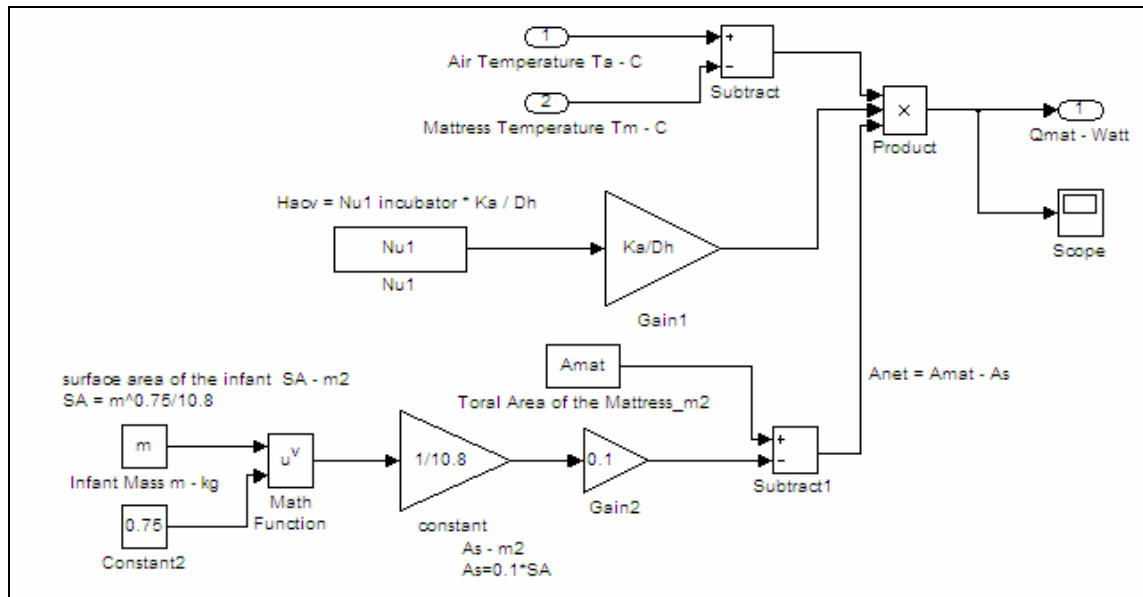 1
+
Air Temperature Ta - C
−
Subtract
2
Mattress Temperature Tm - C
×
Product
1
Qmat - Watt
Hacv = Nu1 incubator * Ka / Dh
Nu1
Nu1
Ka/Dh
Gain1
Scope
Amat
Toral Area of the Mattress_m2
Anet = Amat - As
surface area of the infant SA - m2
SA = m^0.75/10.8
m
Infant Mass m - kg
u^v
Math
Function
1/10.8
0.1
Gain2
+
−
Subtract1
0.75
Constant2
constant
As - m2
As=0.1*SA